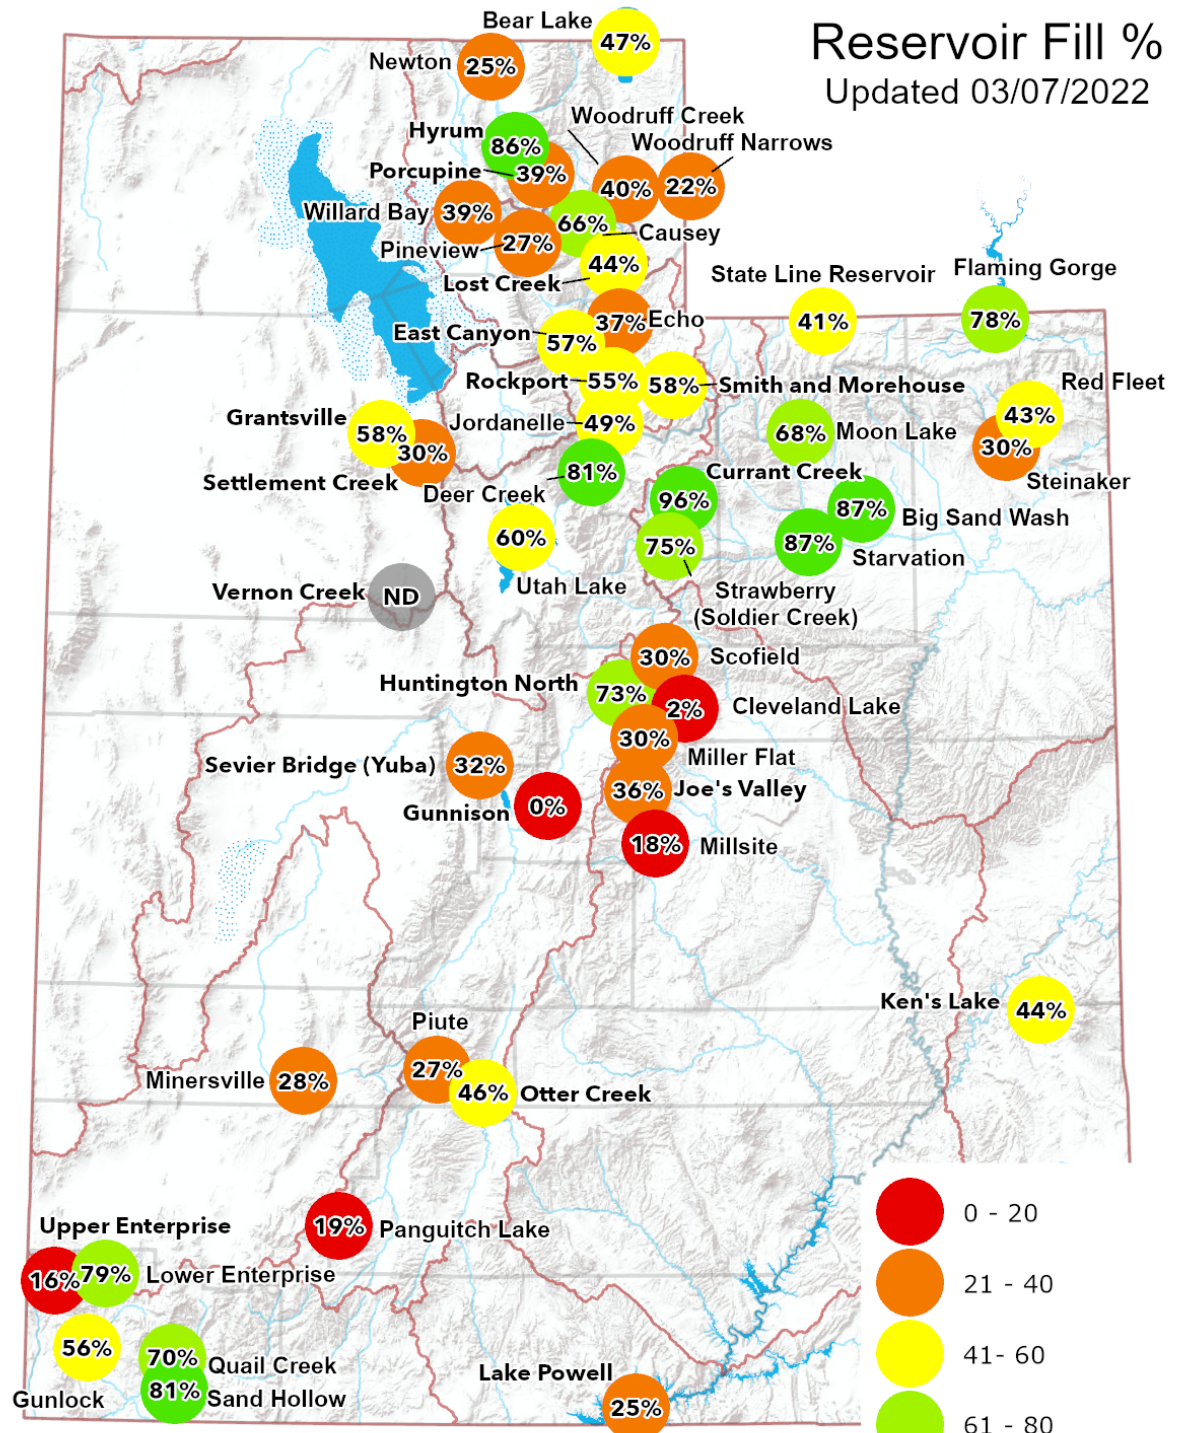 Reservoir Fill %
Updated 03/07/2022
Bear Lake
47%
Newton
25%
Woodruff Creek
Woodruff Narrows
Hyrum
86%
Porcupine
39%
40%
22%
Willard Bay
39%
66%
Causey
Pineview
27%
44%
Lost Creek
State Line Reservoir
41%
Flaming Gorge
78%
37%
Echo
East Canyon
57%
Rockport
55%
58%
Smith and Morehouse
Red Fleet
43%
Grantsville
58%
30%
Settlement Creek
Jordanelle
49%
68%
Moon Lake
30%
Steinaker
Deer Creek
81%
Currant Creek
96%
87%
Big Sand Wash
60%
Utah Lake
75%
Strawberry
(Soldier Creek)
87%
Starvation
Vernon Creek
ND
30%
Scofield
Huntington North
73%
2%
Cleveland Lake
30%
Miller Flat
Sevier Bridge (Yuba)
32%
36%
Joe's Valley
Gunnison
0%
18%
Millsite
Ken's Lake
44%
Piute
27%
Minersville
28%
46%
Otter Creek
Upper Enterprise
19%
Panguitch Lake
16%
79%
Lower Enterprise
56%
Gunlock
70%
Quail Creek
81%
Sand Hollow
Lake Powell
25%
0 - 20
21 - 40
41- 60
61 - 80